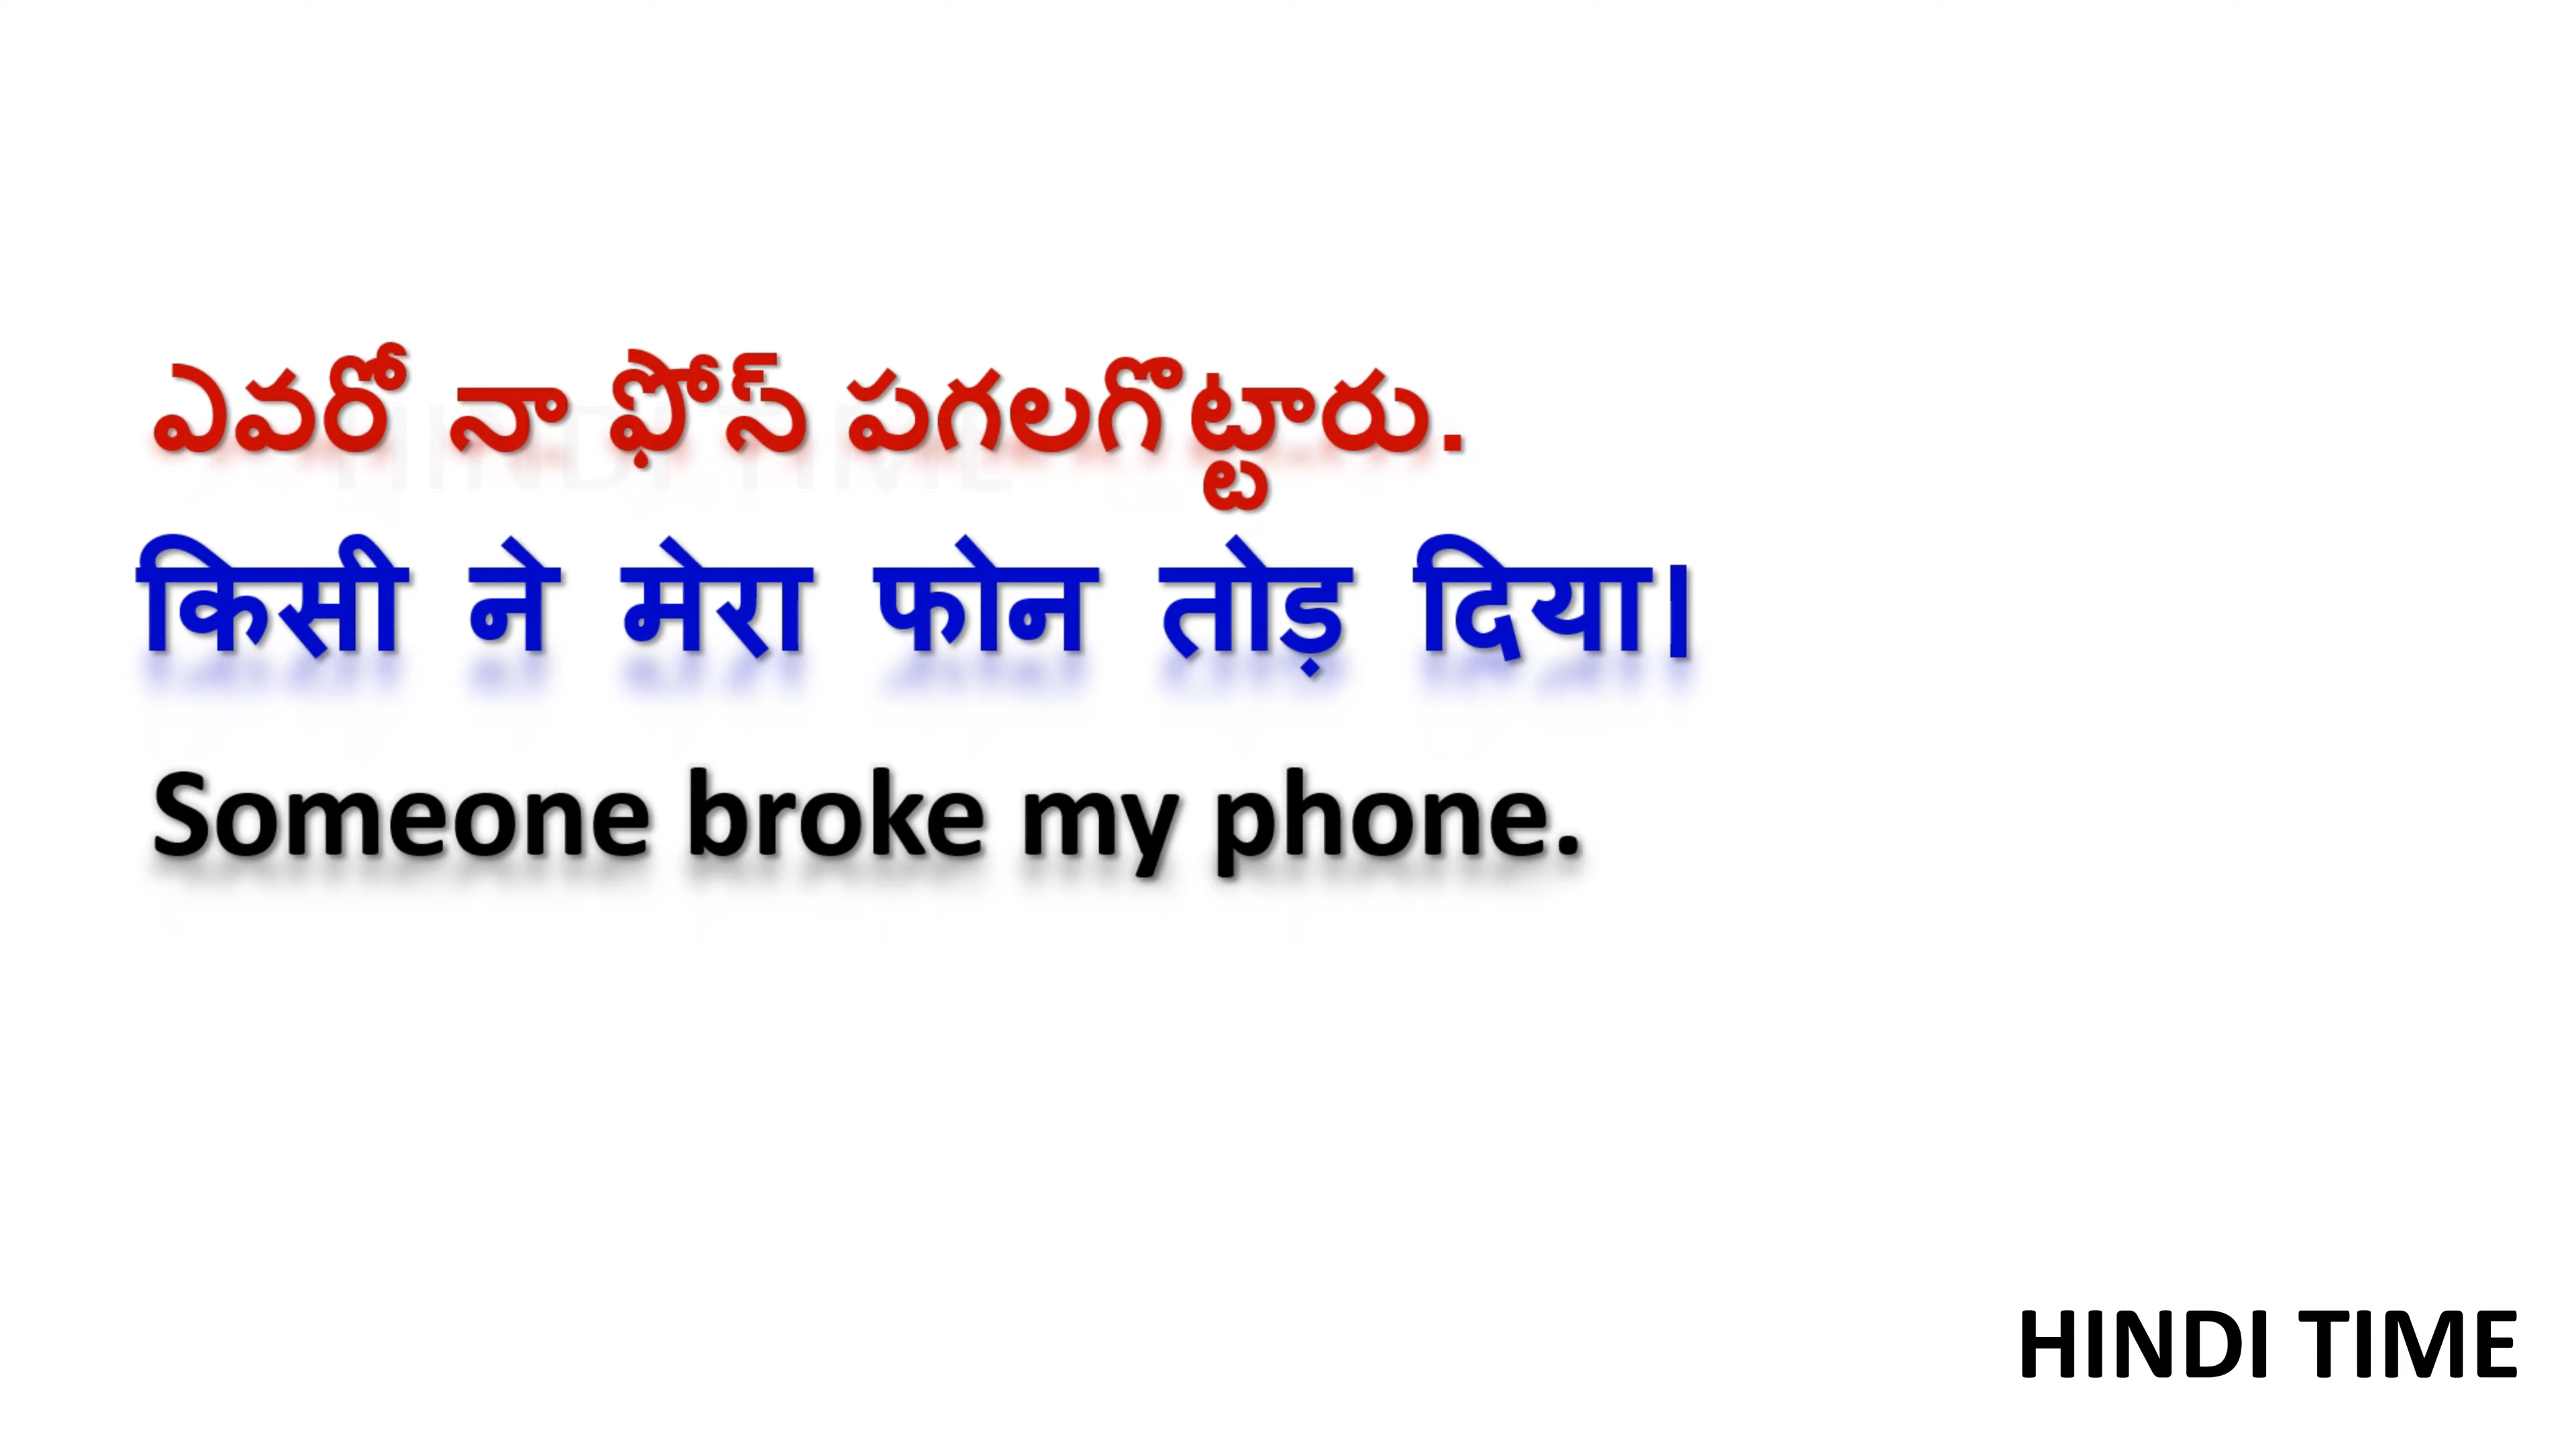 ఎవరో నా ఫోన్ పగలగొట్టారు.
किसी ने मेरा फोन तोड़ दिया।
Someone broke my phone.
HINDI TIME